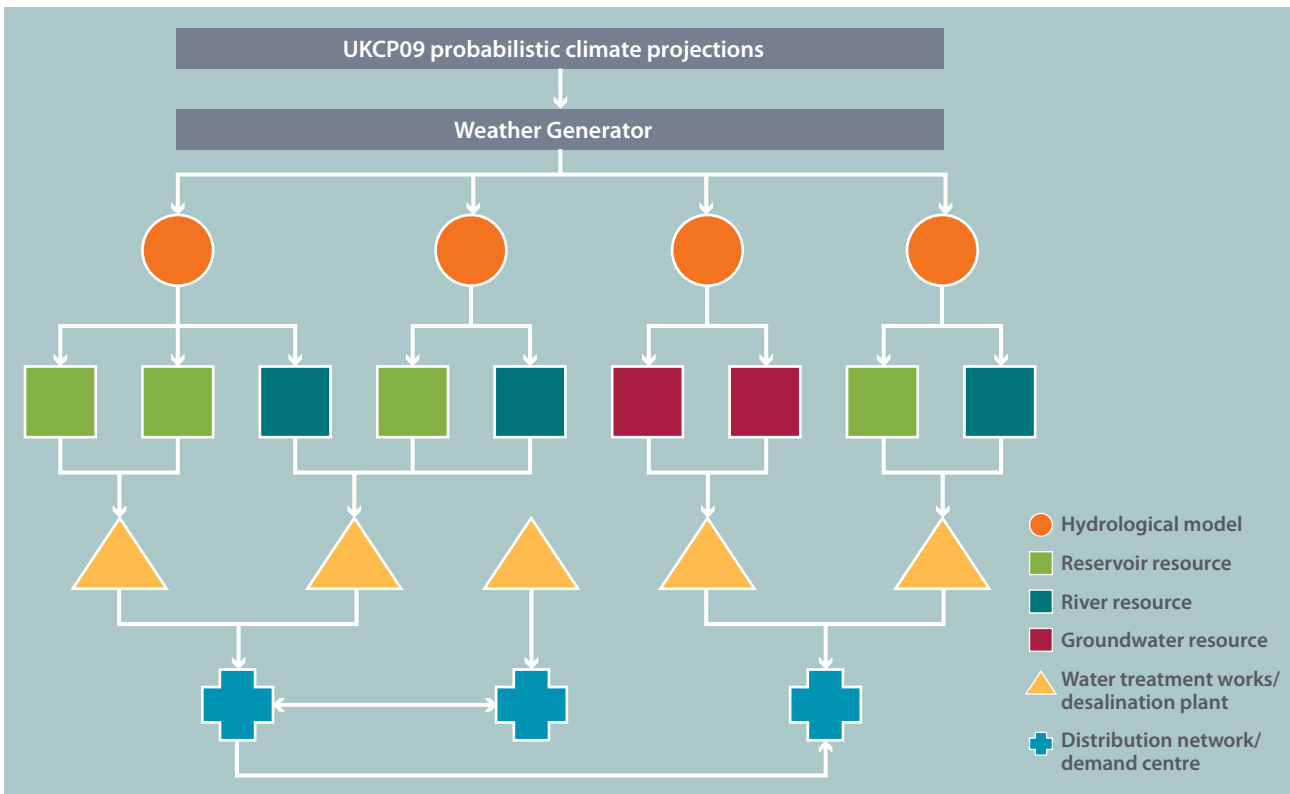 UKCP09 probabilistic climate projections
Weather Generator
Hydrological model
Reservoir resource
River resource
Groundwater resource
Water treatment works/
desalination plant
Distribution network/
demand centre